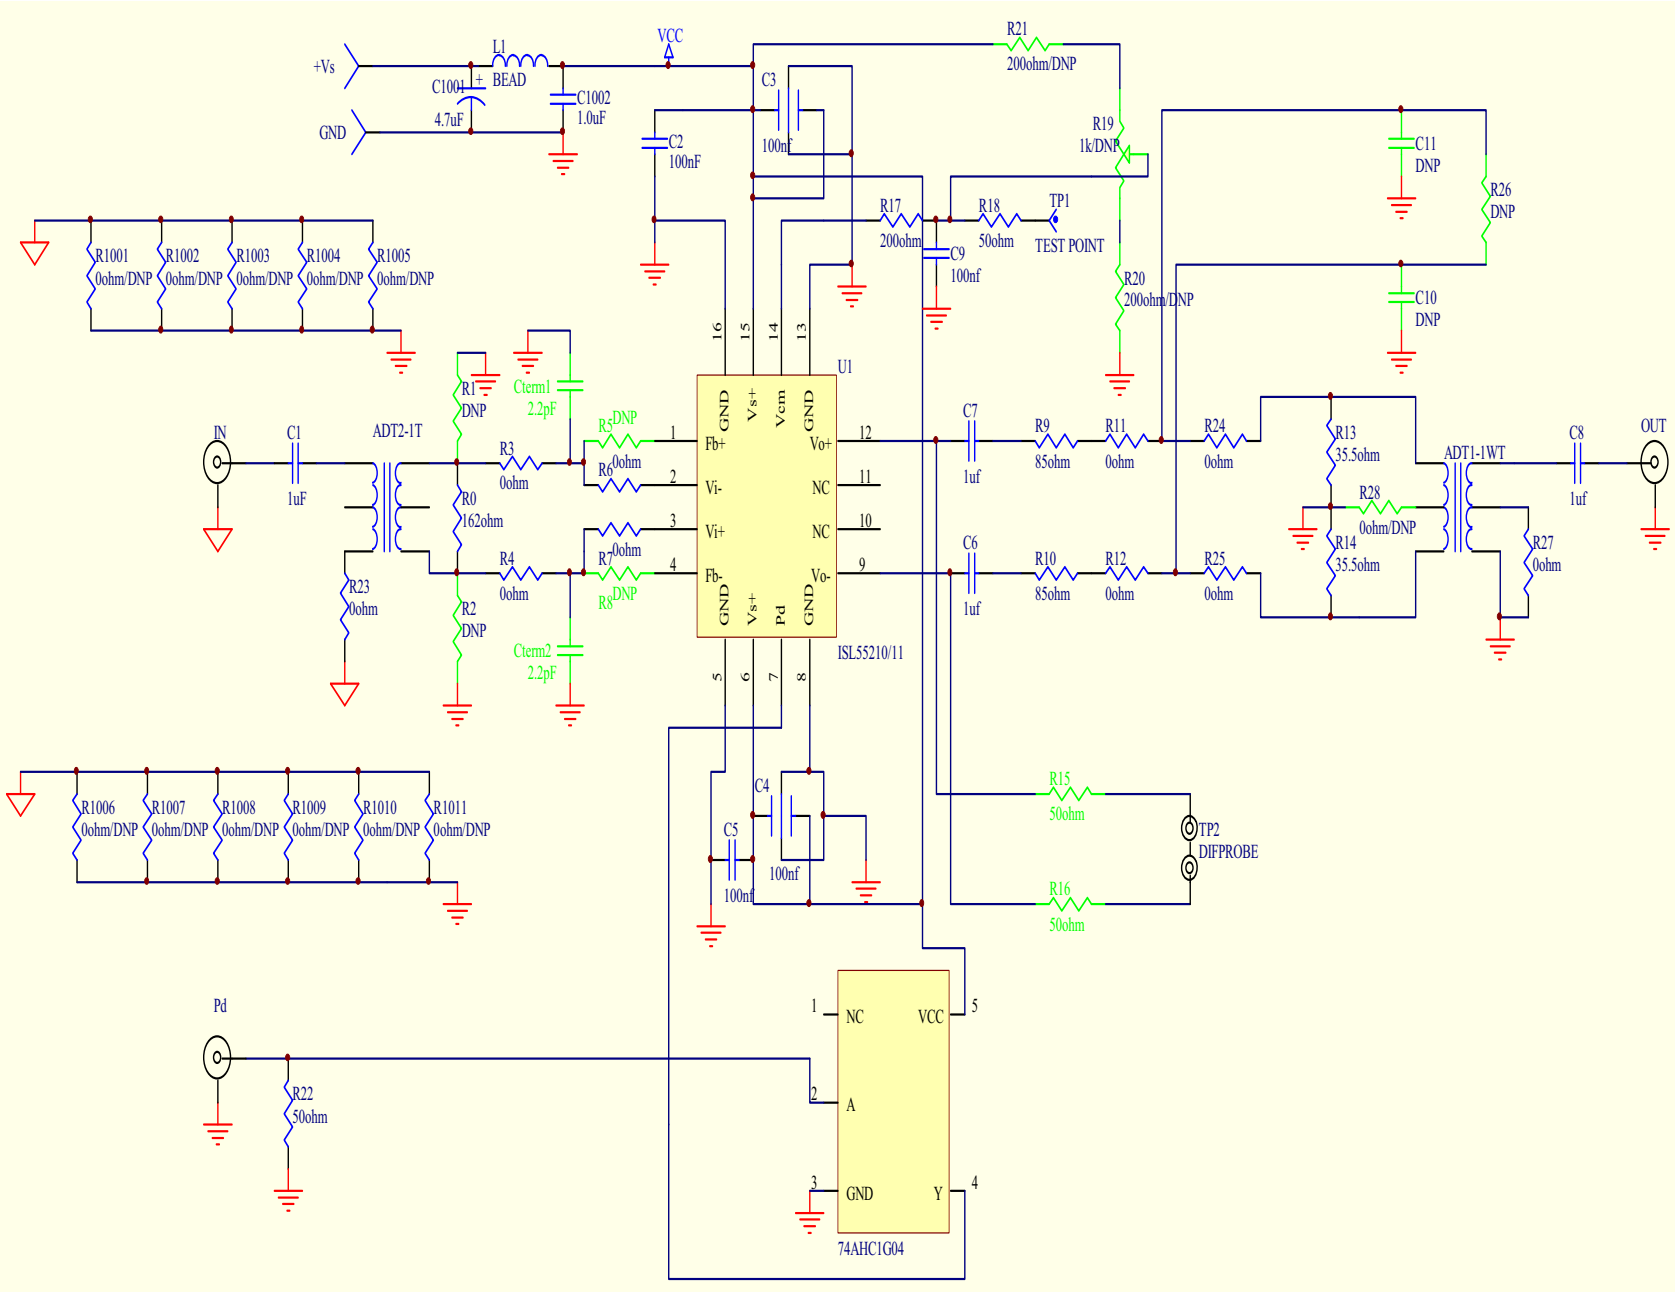 R21
200ohm/DNP
VCC
L1
+Vs
BEAD
C1001
+
4.7uF
C1002
1.0uF
GND
C3
100nf
C2
100nF
R19
1k/DNP
C11
DNP
R26
DNP
R17
200ohm
R18
50ohm
TP1
TEST POINT
C9
100nf
R20
200ohm/DNP
C10
DNP
R1001
0ohm/DNP
R1002
0ohm/DNP
R1003
0ohm/DNP
R1004
0ohm/DNP
R1005
0ohm/DNP
16
15
14
13
U1
GND
Vs+
Vcm
GND
R1
DNP
Cterm1
2.2pF
IN
C1
1uF
ADT2-1T
R3
0ohm
R5
DNP
0ohm
R6
R0
162ohm
0ohm
R7
R4
0ohm
R8
DNP
R23
0ohm
R2
DNP
Cterm2
2.2pF
1
Fb+
2
Vi-
3
Vi+
4
Fb-
Vo+
12
NC
11
NC
10
Vo-
9
GND
Vs+
Pd
GND
ISL55210/11
5
6
7
8
C7
1uf
R9
85ohm
R11
0ohm
R24
0ohm
C6
1uf
R10
85ohm
R12
0ohm
R25
0ohm
R13
35.5ohm
R28
0ohm/DNP
R14
35.5ohm
ADT1-1WT
C8
1uf
OUT
R27
0ohm
R1006
0ohm/DNP
R1007
0ohm/DNP
R1008
0ohm/DNP
R1009
0ohm/DNP
R1010
0ohm/DNP
R1011
0ohm/DNP
C4
100nf
C5
100nf
R15
50ohm
TP2
DIFPROBE
R16
50ohm
Pd
R22
50ohm
1
NC
VCC
5
2
A
3
GND
Y
4
74AHC1G04